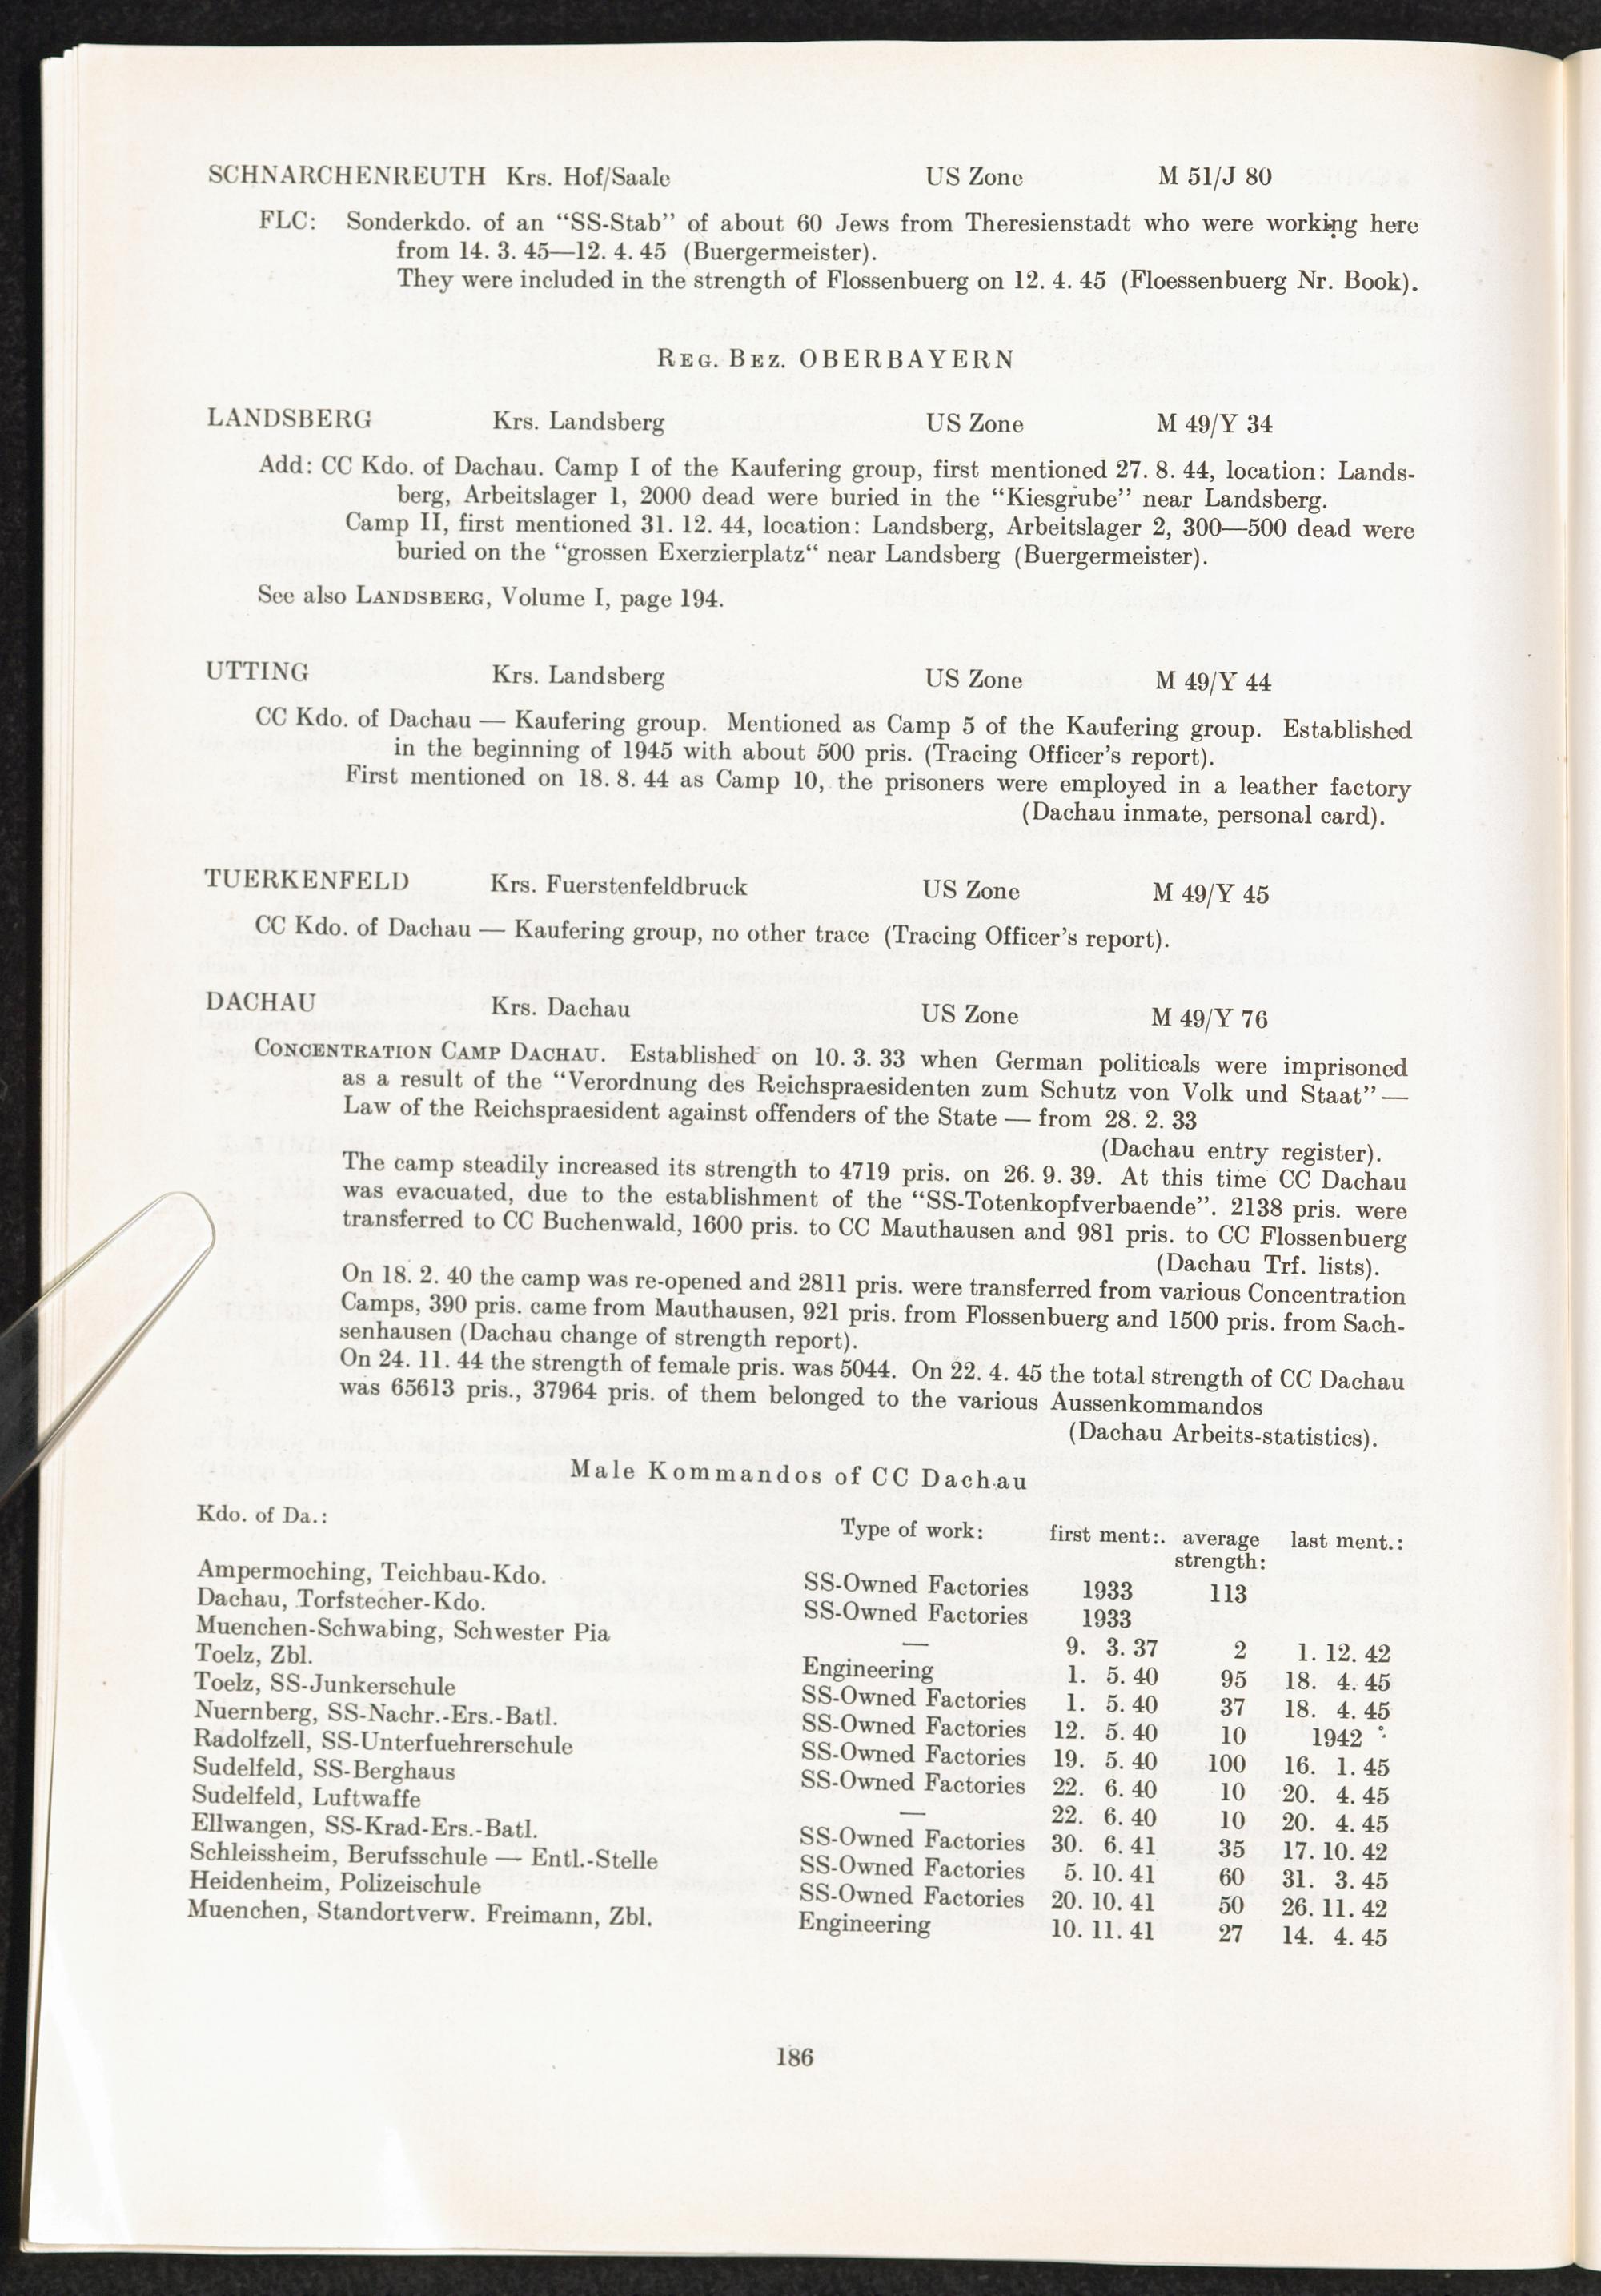 SCHNARCHENREUTH Krs. Hof/Saale US Zone M 51/J 80
FLC: Sonderkdo. of an “SS-Stab” of about 60 Jews from Theresienstadt who were working here
from 14. 3. 45—12. 4. 45 (Buergermeister).
They were included in the strength of Flossenbuerg on 12. 4. 45 (Floessenbuerg Nr. Book).
REG. BEZ. OBERBAYERN
LANDSBERG Krs. Landsberg US Zone M 49/Y 34
Add: CC Kdo. of Dachau. Camp I of the Kaufering group, first mentioned 27. 8. 44, location: Lands-
berg, Arbeitslager 1, 2000 dead were buried in the “Kiesgrube” near Landsberg.
Camp II, first mentioned 31. 12. 44, location: Landsberg, Arbeitslager 2, 300—500 dead were
buried on the “grossen Exerzierplatz“ near Landsberg (Buergermeister).
See also LANDSBERG, Volume I, page 194.
UTTING Krs. Landsberg US Zone M 49/Y 44
CC Kdo. of Dachau — Kaufering group. Mentioned as Camp 5 of the Kaufering group. Established
in the beginning of 1945 with about 500 pris. (Tracing Officer’s report).
First mentioned on 18. 8. 44 as Camp 10, the prisoners were employed in a leather factory
(Dachau inmate, personal card).
TUERKENFELD Krs. Fuerstenfeldbruck US Zone M 49/Y 45
CC Kdo. of Dachau — Kaufering group, no other trace (Tracing Officer’s report).
DACHAU Krs. Dachau US Zone M 49/Y 76
CONCENTRATION CAMP DACHAU. Established on 10. 3. 33 when German politicals were imprisoned
as a result of the “Verordnung des Reichspraesidenten zum Schutz von Volk und Staat” —
Law of the Reichspraesident against offenders of the State — from 28. 2. 33
(Dachau entry register).
The camp steadily increased its strength to 4719 pris. on 26. 9. 39. At this time CC Dachau
was evacuated, due to the establishment of the “SS-Totenkopfverbaende”. 2138 pris. were
transferred to CC Buchenwald, 1600 pris. to CC Mauthausen and 981 pris. to CC Flossenbuerg
(Dachau Trf. lists).
On 18. 2. 40 the camp was re-opened and 2811 pris. were transferred from various Concentration
Camps, 390 pris. came from Mauthausen, 921 pris. from Flossenbuerg and 1500 pris. from Sach-
senhausen (Dachau change of strength report).
On 24. 11. 44 the strength of female pris. was 5044. On 22. 4. 45 the total strength of CC Dachau
was 65613 pris., 37964 pris. of them belonged to the various Aussenkommandos
(Dachau Arbeits-statistics).
Male Kommandos of CC Dachau
Kdo. of Da.: Type of work: first ment:. average last ment.:
strength:
Ampermoching, Teichbau-Kdo. SS-Owned Factories 1933 113
Dachau, Torfstecher-Kdo. SS-Owned Factories 1933
Muenchen-Schwabing, Schwester Pia — 9. 3. 37 2 1. 12. 42
Toelz, Zbl. Engineering 1. 5. 40 95 18. 4. 45
Toelz, SS-Junkerschule SS-Owned Factories 1. 5. 40 37 18. 4. 45
Nuernberg, SS-Nachr.-Ers.-Batl. SS-Owned Factories 12. 5. 40 10 1942
Radolfzell, SS-Unterfuehrerschule SS-Owned Factories 19. 5. 40 100 16. 1. 45
Sudelfeld, SS-Berghaus SS-Owned Factories 22. 6. 40 10 20. 4. 45
Sudelfeld, Luftwaffe — 22. 6. 40 10 20. 4. 45
Ellwangen, SS-Krad-Ers.-Batl. SS-Owned Factories 30. 6. 41 35 17. 10. 42
Schleissheim, Berufsschule — Entl.-Stelle SS-Owned Factories 5. 10. 41 60 31. 3. 45
Heidenheim, Polizeischule SS-Owned Factories 20. 10. 41 50 26. 11. 42
Muenchen, Standortverw. Freimann, Zbl. Engineering 10. 11. 41 27 14. 4. 45
186